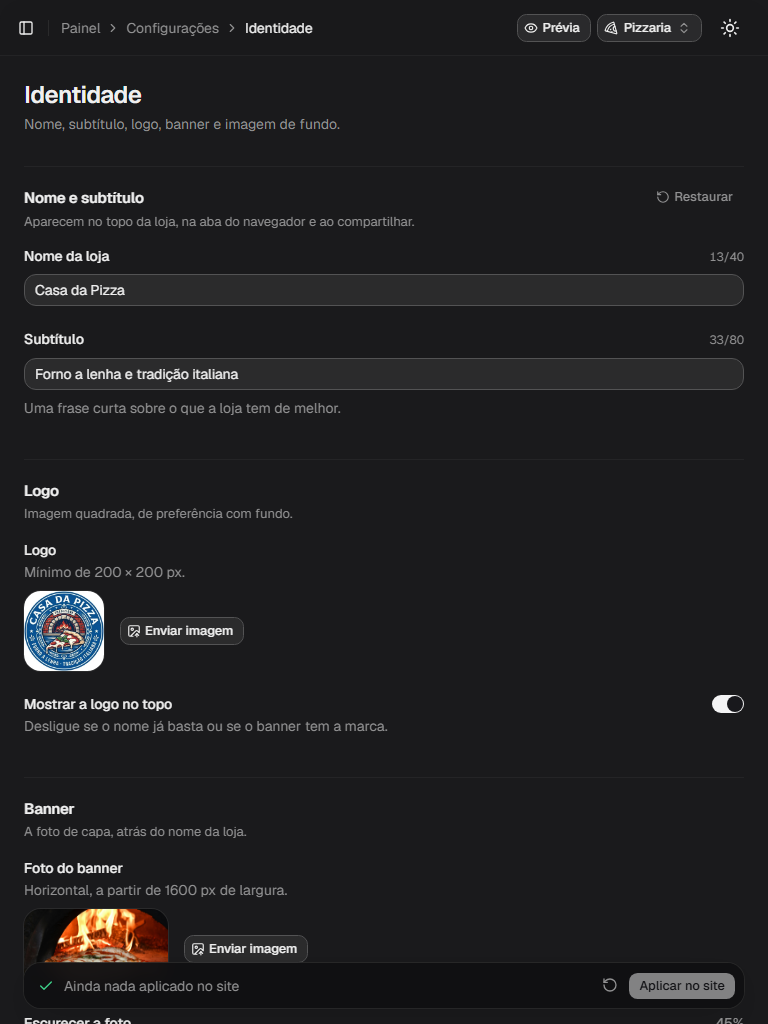 Painel > Configurações > Identidade
Prévia
Pizzaria
Identidade
Nome, subtítulo, logo, banner e imagem de fundo.
Nome e subtítulo
Restaurar
Aparecem no topo da loja, na aba do navegador e ao compartilhar.
Nome da loja
13/40
Casa da Pizza
Subtítulo
33/80
Forno a lenha e tradição italiana
Uma frase curta sobre o que a loja tem de melhor.
Logo
Imagem quadrada, de preferência com fundo.
Logo
Mínimo de 200 × 200 px.
CASA DA PIZZA
FORNO A LENHA · TRADIÇÃO ITALIANA
Enviar imagem
Mostrar a logo no topo
Desligue se o nome já basta ou se o banner tem a marca.
Banner
A foto de capa, atrás do nome da loja.
Foto do banner
Horizontal, a partir de 1600 px de largura.
Enviar imagem
Ainda nada aplicado no site
Aplicar no site
Escurecer a foto
45%